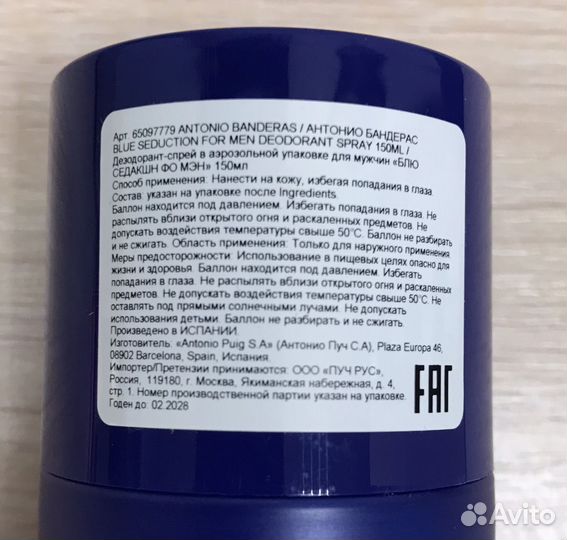 Арт. 65097779 ANTONIO BANDERAS / АНТОНИО БАНДЕРАС
BLUE SEDUCTION FOR MEN DEODORANT SPRAY 150ML /
Дезодорант-спрей в аэрозольной упаковке для мужчин «БЛЮ
СЕДАКШН ФО МЭН» 150мл
Способ применения: Нанести на кожу, избегая попадания в глаза
Состав: указан на упаковке после Ingredients.
Баллон находится под давлением. Избегать попадания в глаза. Не
распылять вблизи открытого огня и раскаленных предметов. Не
допускать воздействия температуры свыше 50°C. Баллон не разбирать
и не сжигать. Область применения: Только для наружного применения.
Меры предосторожности: Использование в пищевых целях опасно для
жизни и здоровья. Баллон находится под давлением. Избегать
попадания в глаза. Не распылять вблизи открытого огня и раскаленных
предметов. Не допускать воздействия температуры свыше 50°C. Не
оставлять под прямыми солнечными лучами. Не допускать
использования детьми. Баллон не разбирать и не сжигать.
Произведено в ИСПАНИИ.
Изготовитель: «Antonio Puig S.A» (Антонио Пуч С.А), Plaza Europa 46,
08902 Barcelona, Spain, Испания.
Импортер/Претензии принимаются: ООО «ПУЧ РУС»,
Россия, 119180, г. Москва, Якиманская набережная, д. 4,
стр. 1. Номер производственной партии указан на упаковке.
Годен до: 02.2028
EAC
Avito